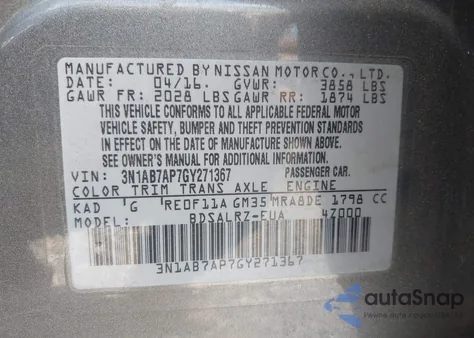 MANUFACTURED BY NISSAN MOTOR CO., LTD.
DATE: 04/16. GVWR: 3858 LBS
GAWR FR: 2028 LBS GAWR RR: 1874 LBS
THIS VEHICLE CONFORMS TO ALL APPLICABLE FEDERAL MOTOR
VEHICLE SAFETY, BUMPER AND THEFT PREVENTION STANDARDS
IN EFFECT ON THE DATE OF MANUFACTURE SHOWN ABOVE.
SEE OWNER'S MANUAL FOR ADDITIONAL INFORMATION.
VIN: 3N1AB7AP7GY271367 PASSENGER CAR.
COLOR TRIM TRANS AXLE ENGINE
KAD G RE0F11A GM35 MRA8DE 1798 CC
MODEL: BDSALRZ-EUA 4Z000
3N1AB7AP7GY271367
autoSnap
Pewne auto